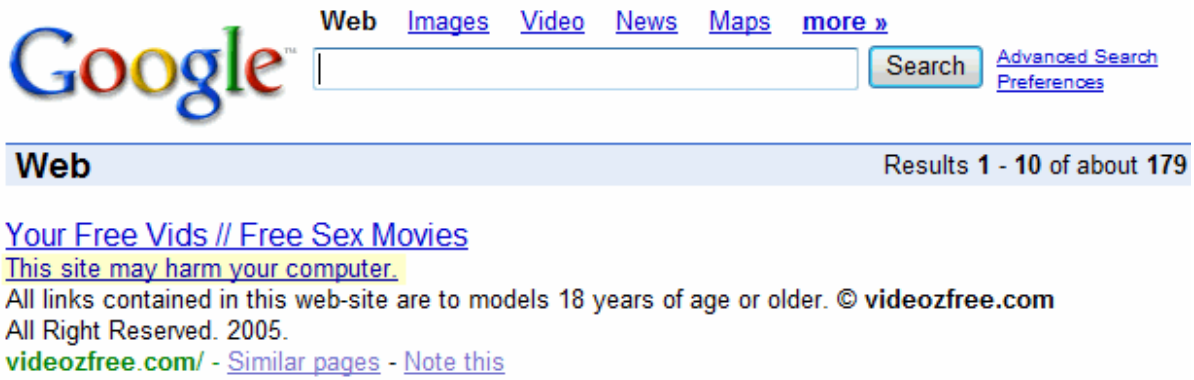 Web Images Video News Maps more »
Google™
Search
Advanced Search
Preferences
Web Results 1 - 10 of about 179
Your Free Vids // Free Sex Movies
This site may harm your computer.
All links contained in this web-site are to models 18 years of age or older. © videozfree.com
All Right Reserved. 2005.
videozfree.com/ - Similar pages - Note this